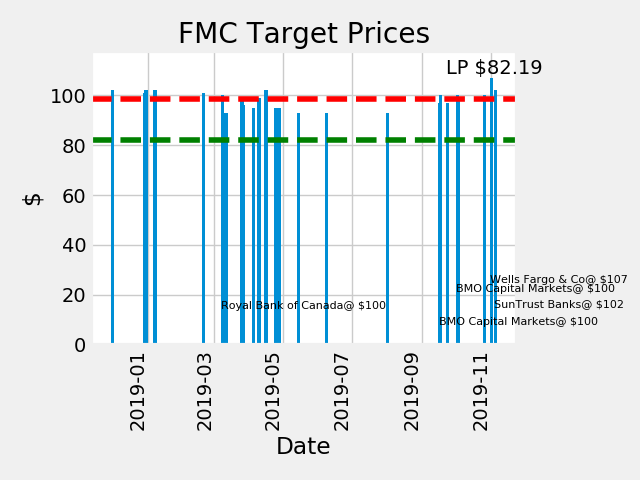 FMC Target Prices
LP $82.19
100
80
60
40
20
0
$
Wells Fargo & Co@ $107
BMO Capital Markets@ $100
Royal Bank of Canada@ $100
SunTrust Banks@ $102
BMO Capital Markets@ $100
2019-01
2019-03
2019-05
2019-07
2019-09
2019-11
Date